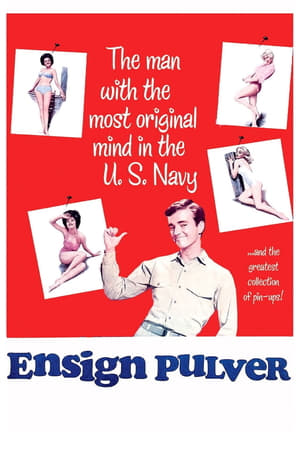 The man
with the
most original
mind in the
U. S. Navy
...and the
greatest
collection
of pin-ups!
Ensign PULVER